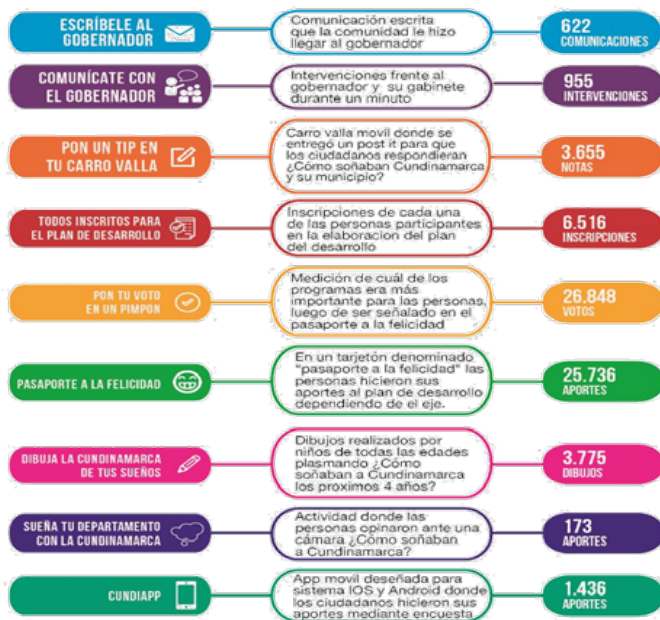 ESCRÍBELE AL
GOBERNADOR
Comunicación escrita
que la comunidad le hizo
llegar al gobernador
622
COMUNICACIONES
COMUNÍCATE CON
EL GOBERNADOR
Intervenciones frente al
gobernador y su gabinete
durante un minuto
955
INTERVENCIONES
PON UN TIP EN
TU CARRO VALLA
Carro valla movil donde se
entregó un post it para que
los ciudadanos respondieran
¿Cómo soñaban Cundinamarca
y su municipio?
3.655
NOTAS
TODOS INSCRITOS PARA
EL PLAN DE DESARROLLO
Inscripciones de cada una
de las personas participantes
en la elaboracion del plan
del desarrollo
6.516
INSCRIPCIONES
PON TU VOTO
EN UN PIMPON
Medición de cuál de los
programas era más
importante para las personas,
luego de ser señalado en el
pasaporte a la felicidad
26.848
VOTOS
PASAPORTE A LA FELICIDAD
En un tarjetón denominado
"pasaporte a la felicidad" las
personas hicieron sus
aportes al plan de desarrollo
dependiendo de el eje.
25.736
APORTES
DIBUJA LA CUNDINAMARCA
DE TUS SUEÑOS
Dibujos realizados por
niños de todas las edades
plasmando ¿Cómo
soñaban a Cundinamarca
los proximos 4 años?
3.775
DIBUJOS
SUEÑA TU DEPARTAMENTO
CON LA CUNDINAMARCA
Actividad donde las
personas opinaron ante una
cámara ¿Cómo soñaban
a Cundinamarca?
173
APORTES
CUNDIAPP
App movil deseñada para
sistema IOS y Android donde
los ciudadanos hicieron sus
aportes mediante encuesta
1.436
APORTES